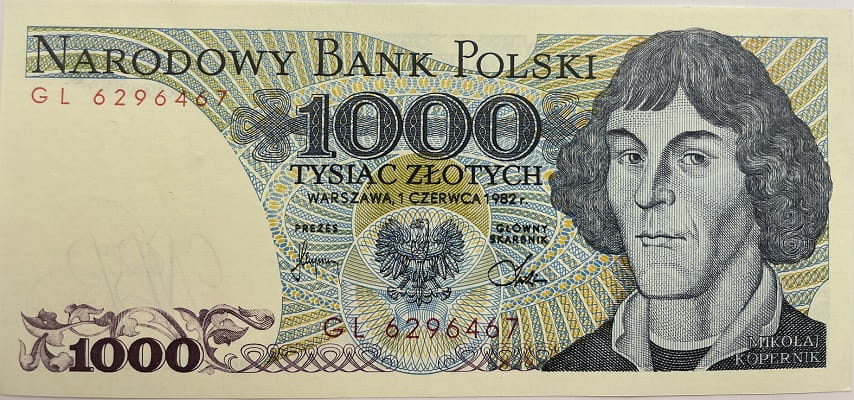 NARODOWY BANK POLSKI
GL 6296467
1000
TYSIĄC ZŁOTYCH
WARSZAWA, 1 CZERWCA 1982 r.
PREZES
GŁÓWNY
SKARBNIK
GL 6296467
1000
MIKOŁAJ
KOPERNIK